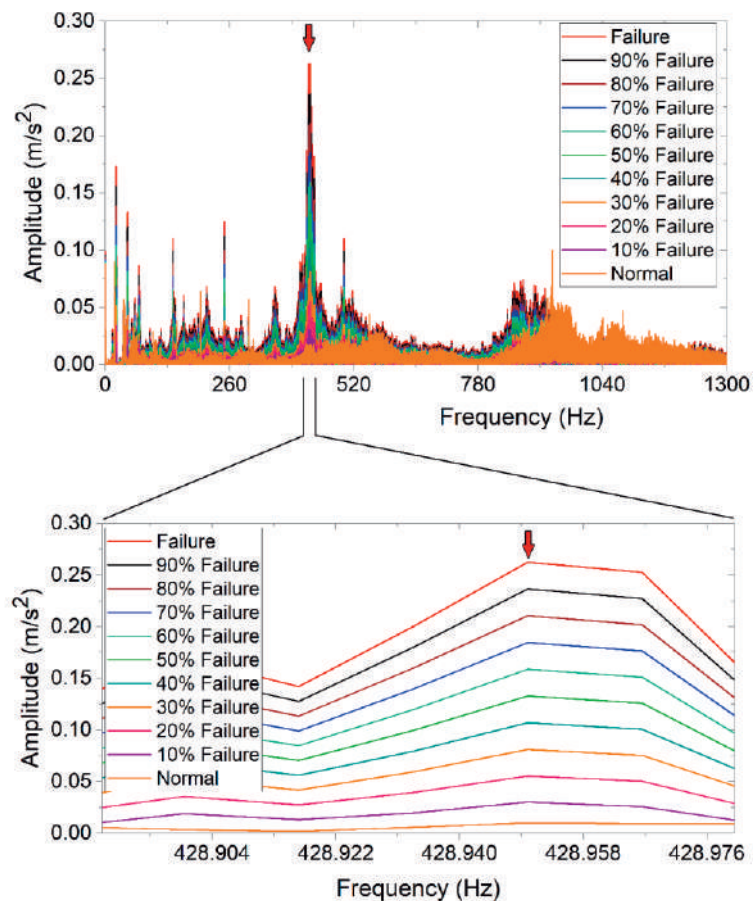 0.30
0.25
0.20
0.15
0.10
0.05
0.00
Amplitude (m/s²)
Failure
90% Failure
80% Failure
70% Failure
60% Failure
50% Failure
40% Failure
30% Failure
20% Failure
10% Failure
Normal
0 260 520 780 1040 1300
Frequency (Hz)
0.30
0.25
0.20
0.15
0.10
0.05
0.00
Amplitude (m/s²)
Failure
90% Failure
80% Failure
70% Failure
60% Failure
50% Failure
40% Failure
30% Failure
20% Failure
10% Failure
Normal
428.904 428.922 428.940 428.958 428.976
Frequency (Hz)